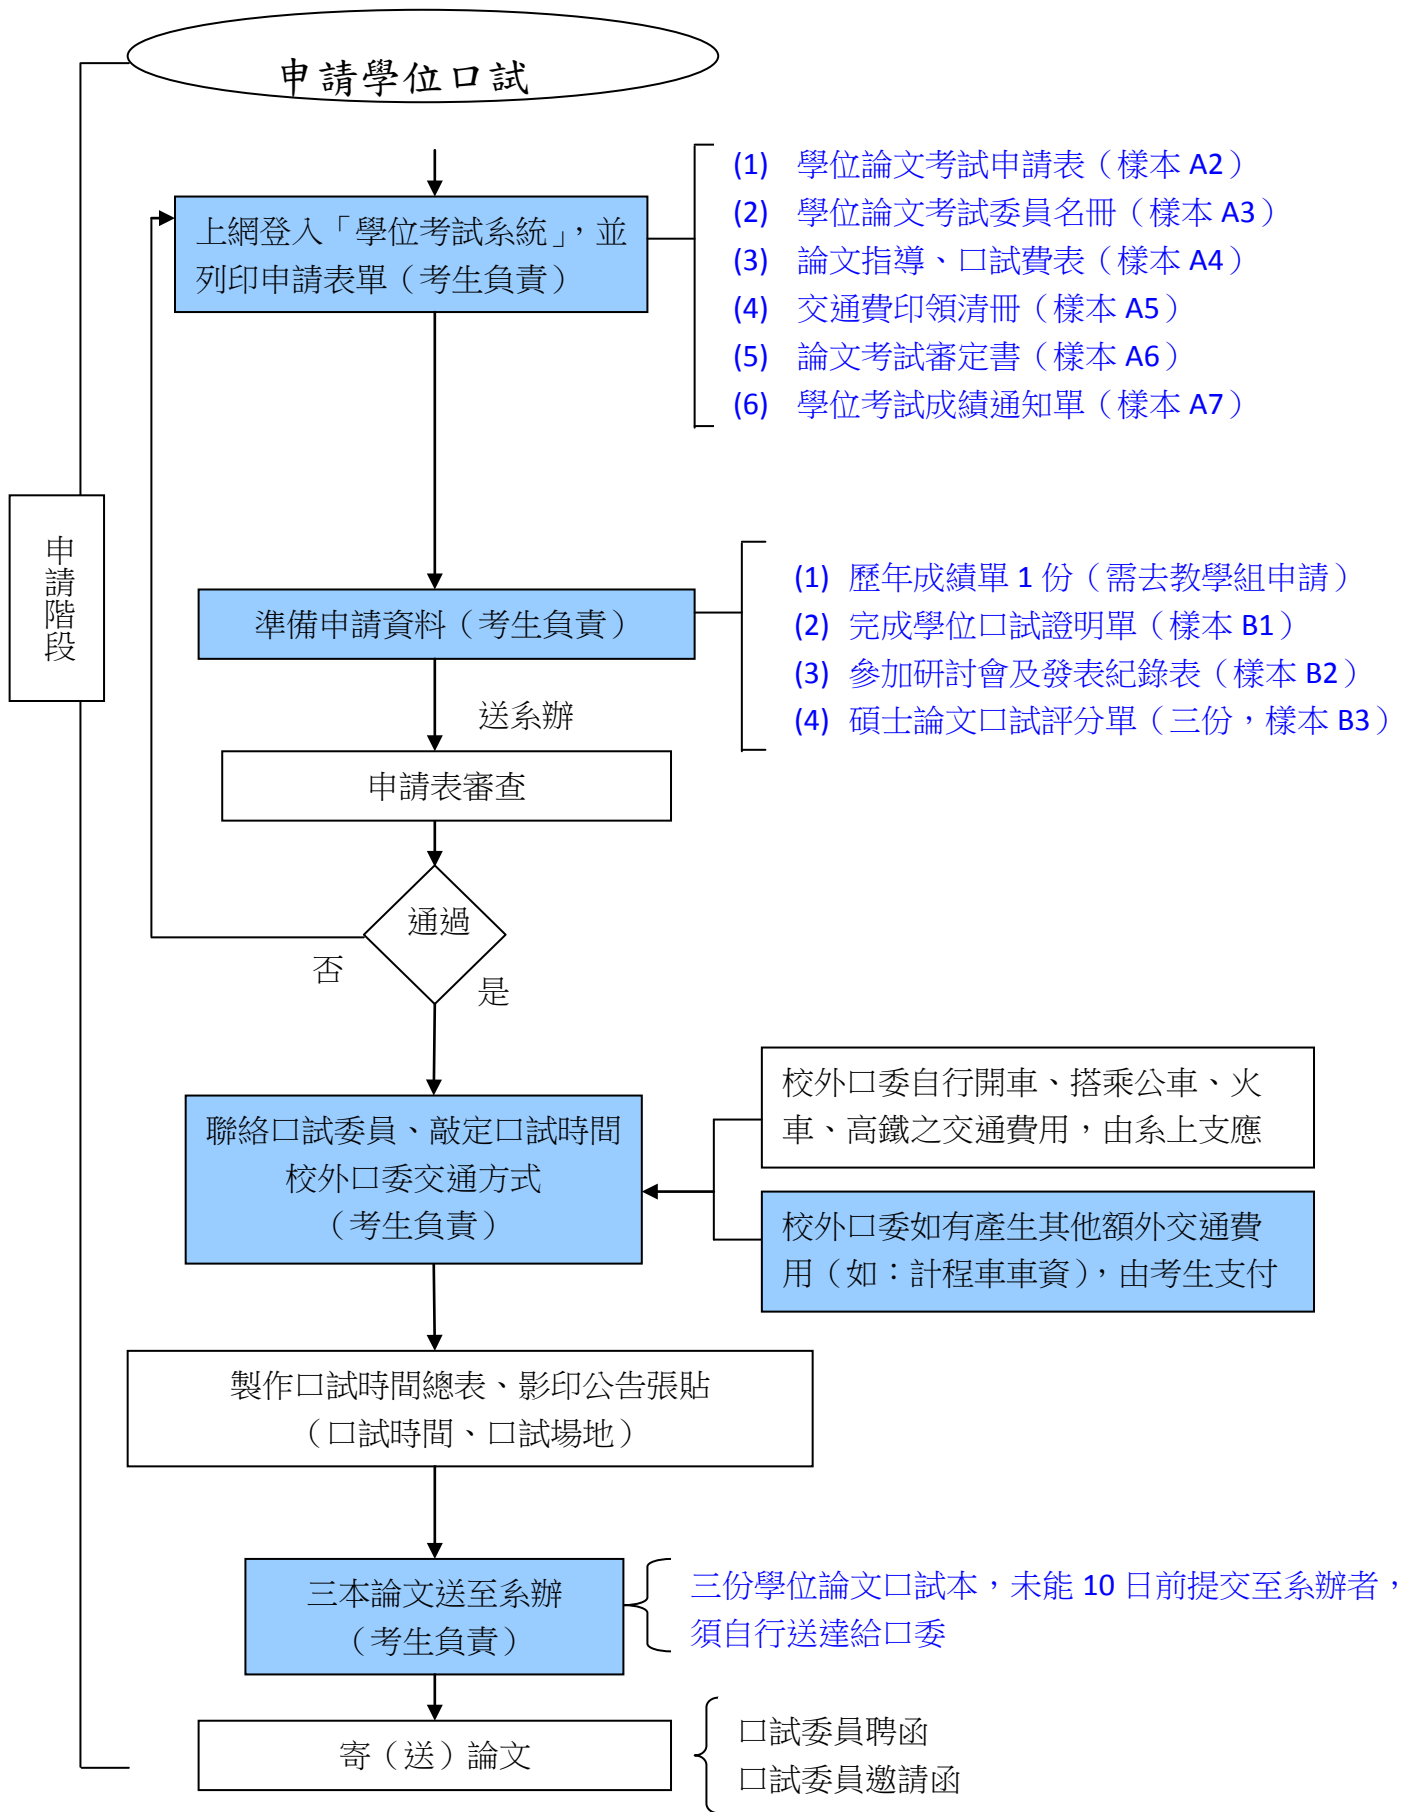 申請學位口試
(1) 學位論文考試申請表（樣本 A2）
(2) 學位論文考試委員名冊（樣本 A3）
(3) 論文指導、口試費表（樣本 A4）
(4) 交通費印領清冊（樣本 A5）
(5) 論文考試審定書（樣本 A6）
(6) 學位考試成績通知單（樣本 A7）
上網登入「學位考試系統」，並
列印申請表單（考生負責）
申請階段
準備申請資料（考生負責）
(1) 歷年成績單 1 份（需去教學組申請）
(2) 完成學位口試證明單（樣本 B1）
(3) 參加研討會及發表紀錄表（樣本 B2）
(4) 碩士論文口試評分單（三份，樣本 B3）
送系辦
申請表審查
通過
否
是
聯絡口試委員、敲定口試時間
校外口委交通方式
（考生負責）
校外口委自行開車、搭乘公車、火
車、高鐵之交通費用，由系上支應
校外口委如有產生其他額外交通費
用（如：計程車車資），由考生支付
製作口試時間總表、影印公告張貼
（口試時間、口試場地）
三本論文送至系辦
（考生負責）
三份學位論文口試本，未能 10 日前提交至系辦者，
須自行送達給口委
寄（送）論文
口試委員聘函
口試委員邀請函